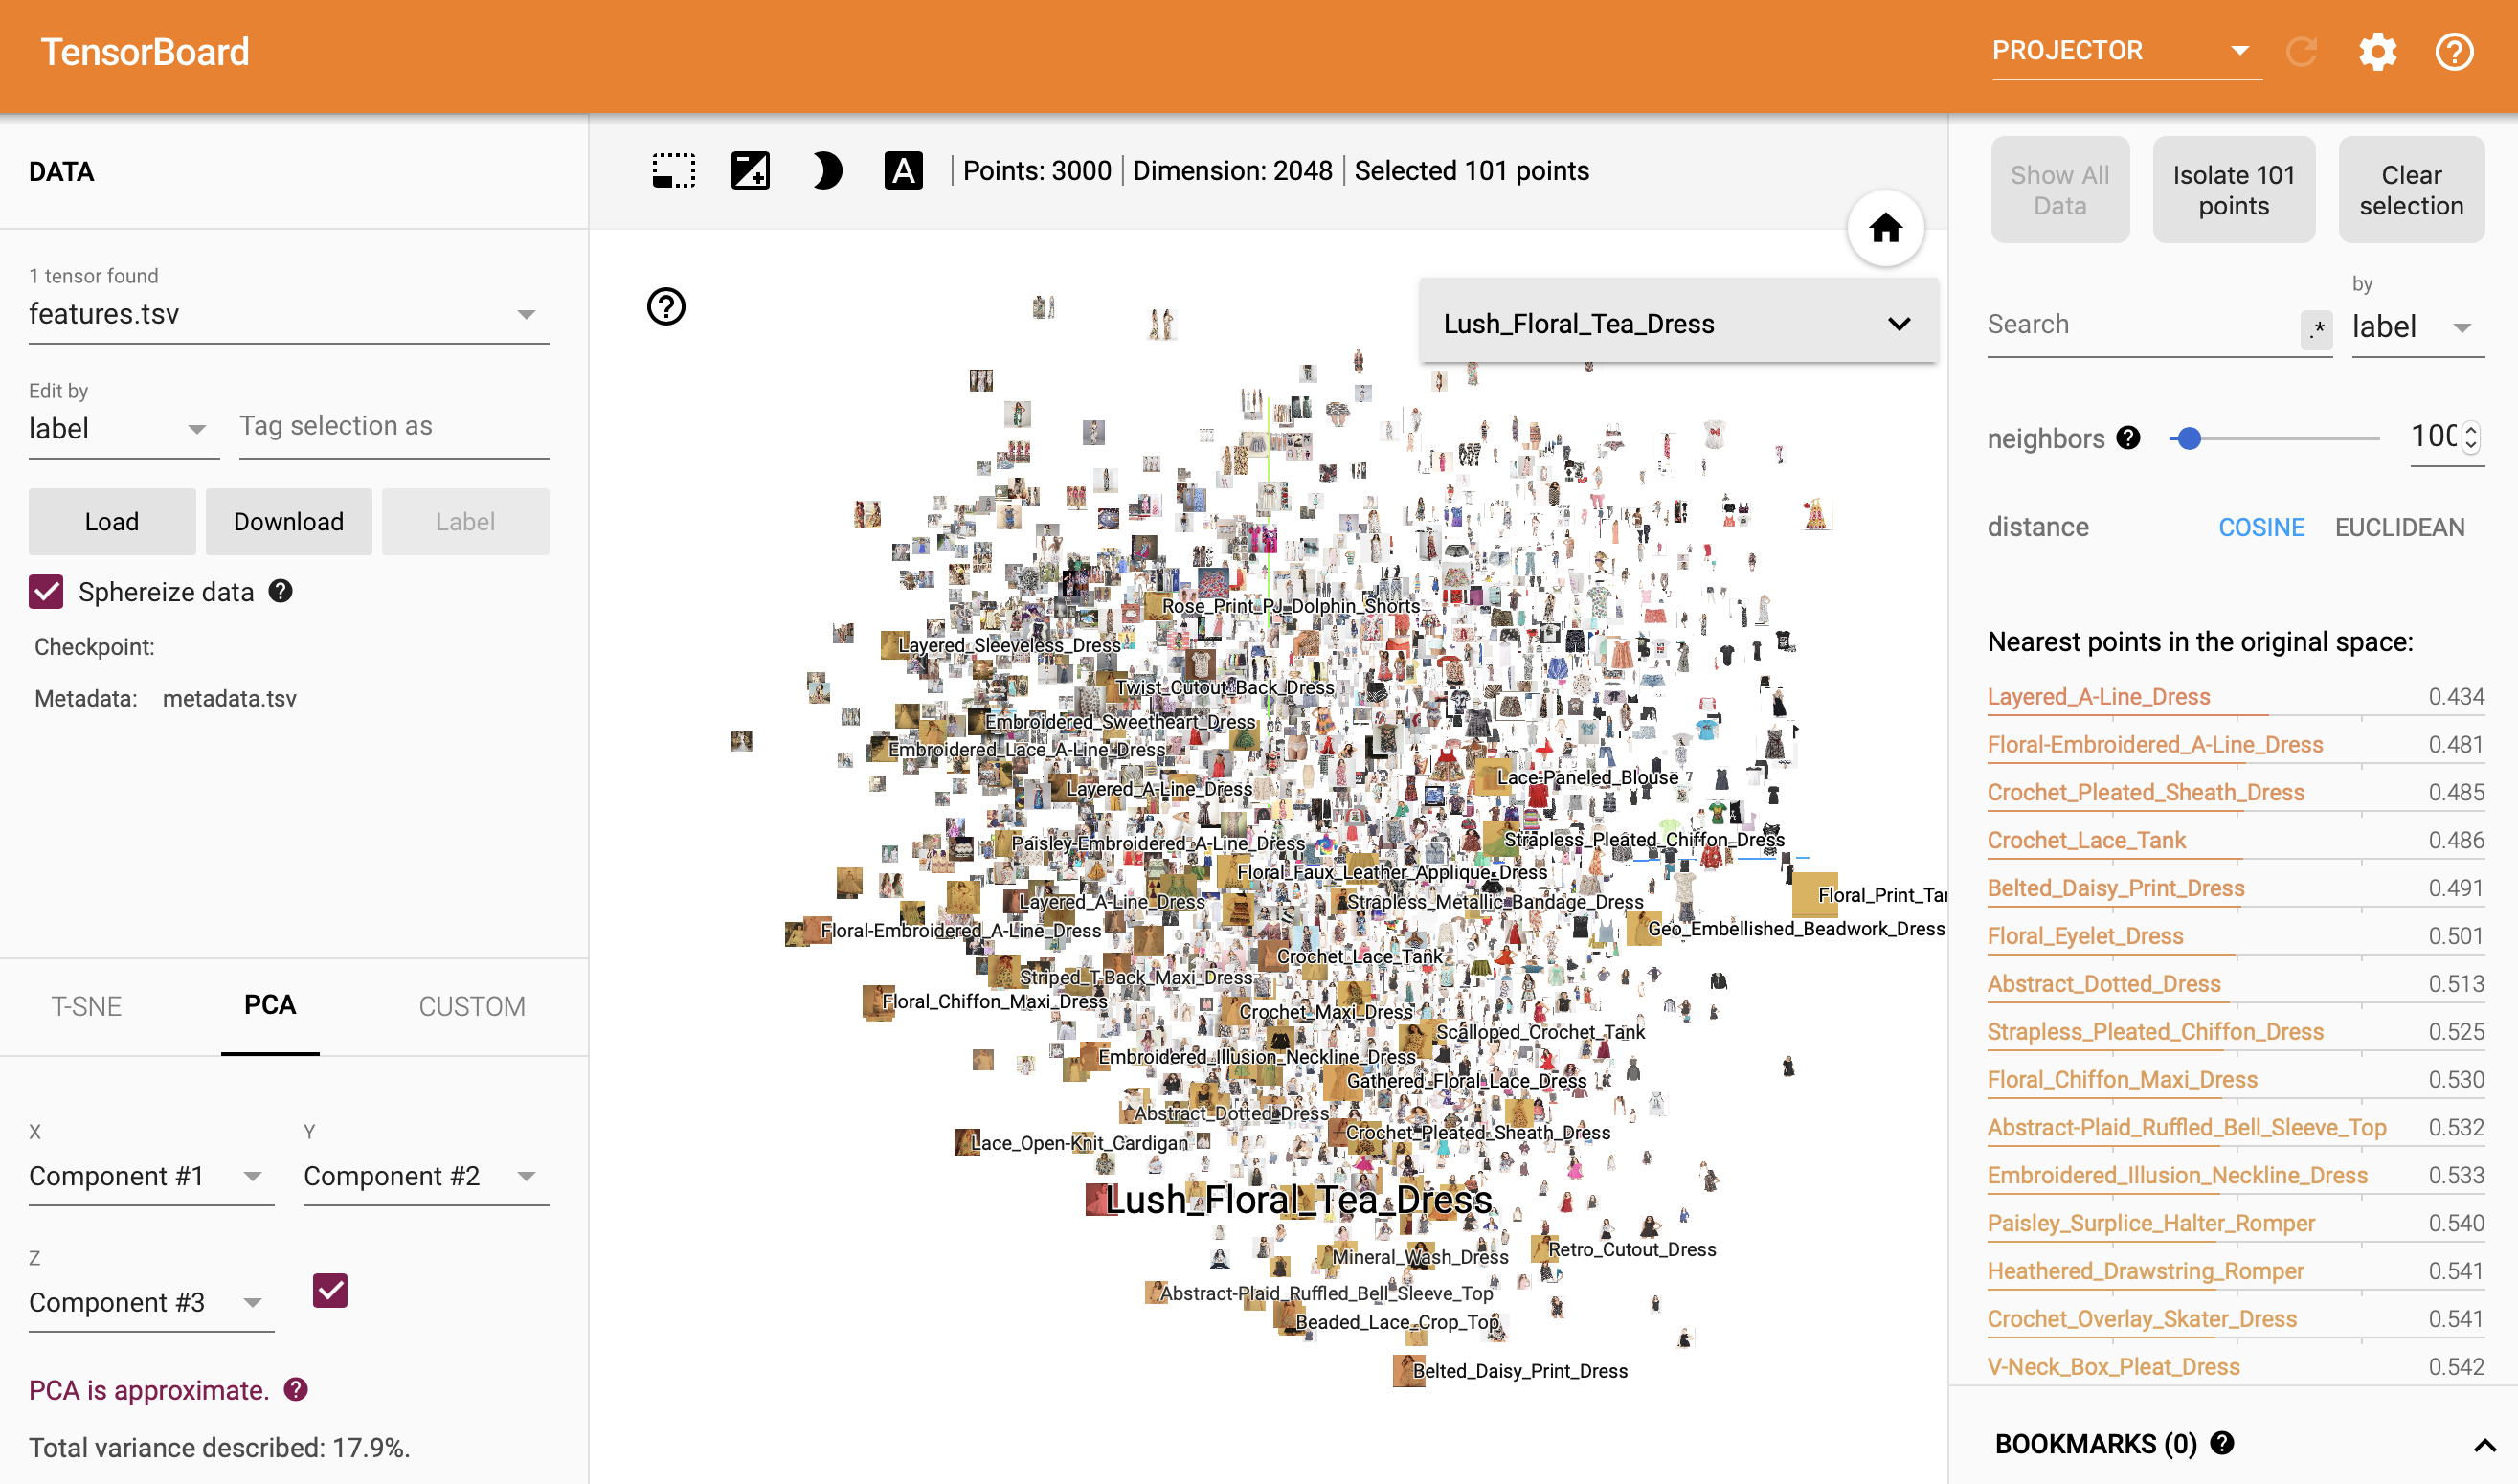 TensorBoard
PROJECTOR
DATA
1 tensor found
features.tsv
Edit by
label
Tag selection as
Load
Download
Label
Sphereize data
Checkpoint:
Metadata: metadata.tsv
T-SNE
PCA
CUSTOM
X
Component #1
Y
Component #2
Z
Component #3
PCA is approximate.
Total variance described: 17.9%.
A
Points: 3000
Dimension: 2048
Selected 101 points
Lush_Floral_Tea_Dress
Rose_Print_PJ_Dolphin_Shorts
Layered_Sleeveless_Dress
Twist_Cutout_Back_Dress
Embroidered_Sweetheart_Dress
Embroidered_Lace_A-Line_Dress
Lace-Paneled_Blouse
Layered_A-Line_Dress
Paisley-Embroidered_A-Line_Dress
Strapless_Pleated_Chiffon_Dress
Floral_Faux_Leather_Applique_Dress
Floral_Print_Tan
Layered_A-Line_Dress
Strapless_Metallic_Bandage_Dress
Floral-Embroidered_A-Line_Dress
Geo_Embellished_Beadwork_Dress
Crochet_Lace_Tank
Striped_T-Back_Maxi_Dress
Floral_Chiffon_Maxi_Dress
Crochet_Maxi_Dress
Scalloped_Crochet_Tank
Embroidered_Illusion_Neckline_Dress
Gathered_Floral_Lace_Dress
Abstract_Dotted_Dress
Crochet_Pleated_Sheath_Dress
Lace_Open-Knit_Cardigan
Lush_Floral_Tea_Dress
Mineral_Wash_Dress
Retro_Cutout_Dress
Abstract-Plaid_Ruffled_Bell_Sleeve_Top
Beaded_Lace_Crop_Top
Belted_Daisy_Print_Dress
Show All Data
Isolate 101 points
Clear selection
Search
.*
by
label
neighbors
100
distance
COSINE
EUCLIDEAN
Nearest points in the original space:
Layered_A-Line_Dress 0.434
Floral-Embroidered_A-Line_Dress 0.481
Crochet_Pleated_Sheath_Dress 0.485
Crochet_Lace_Tank 0.486
Belted_Daisy_Print_Dress 0.491
Floral_Eyelet_Dress 0.501
Abstract_Dotted_Dress 0.513
Strapless_Pleated_Chiffon_Dress 0.525
Floral_Chiffon_Maxi_Dress 0.530
Abstract-Plaid_Ruffled_Bell_Sleeve_Top 0.532
Embroidered_Illusion_Neckline_Dress 0.533
Paisley_Surplice_Halter_Romper 0.540
Heathered_Drawstring_Romper 0.541
Crochet_Overlay_Skater_Dress 0.541
V-Neck_Box_Pleat_Dress 0.542
BOOKMARKS (0)